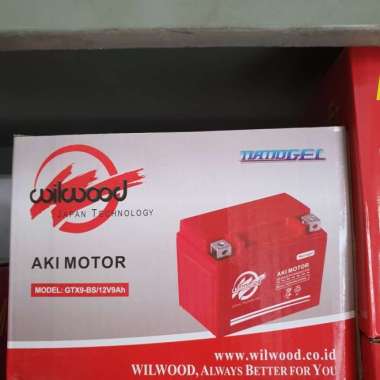 NANOGEL
wilwood
JAPAN TECHNOLOGY
AKI MOTOR
MODEL: GTX9-BS/12V9Ah
wilwood
AKI MOTOR
www.wilwood.co.id
WILWOOD, ALWAYS BETTER FOR YOU